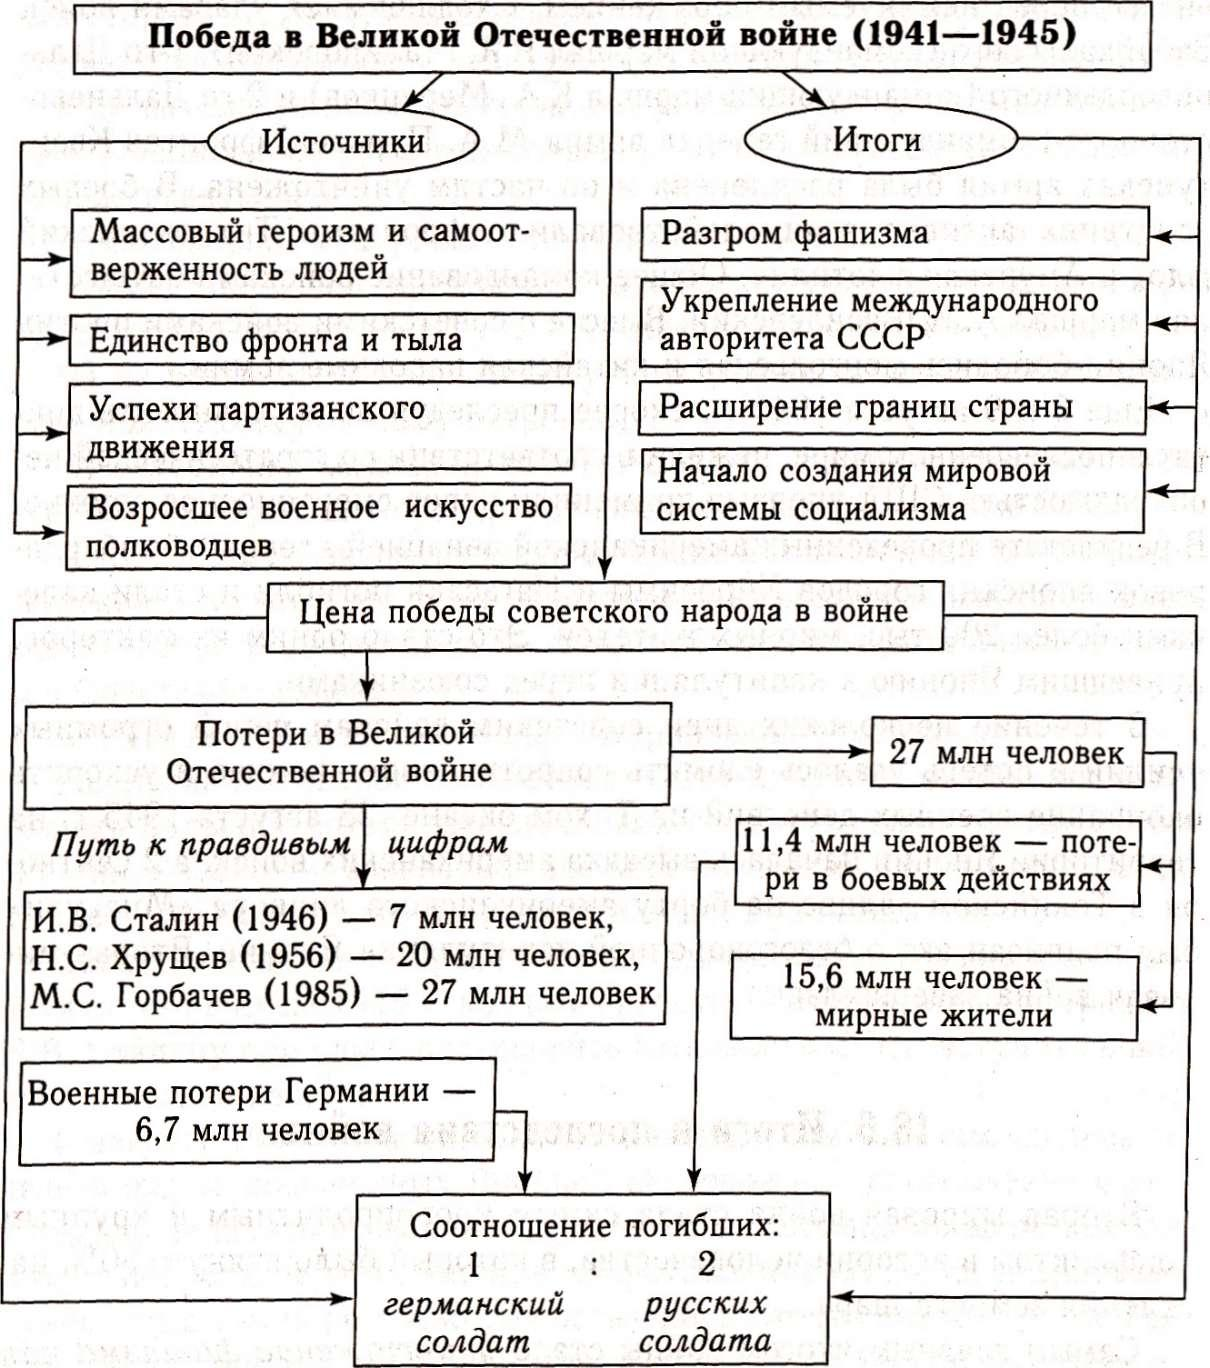 Победа в Великой Отечественной войне (1941—1945)
Источники
Итоги
Массовый героизм и самоот-
верженность людей
Единство фронта и тыла
Успехи партизанского
движения
Возросшее военное искусство
полководцев
Разгром фашизма
Укрепление международного
авторитета СССР
Расширение границ страны
Начало создания мировой
системы социализма
Цена победы советского народа в войне
Потери в Великой
Отечественной войне
27 млн человек
Путь к правдивым цифрам
11,4 млн человек — поте-
ри в боевых действиях
И.В. Сталин (1946) — 7 млн человек,
Н.С. Хрущев (1956) — 20 млн человек,
М.С. Горбачев (1985) — 27 млн человек
15,6 млн человек —
мирные жители
Военные потери Германии —
6,7 млн человек
Соотношение погибших:
1 : 2
германский русских
солдат солдата